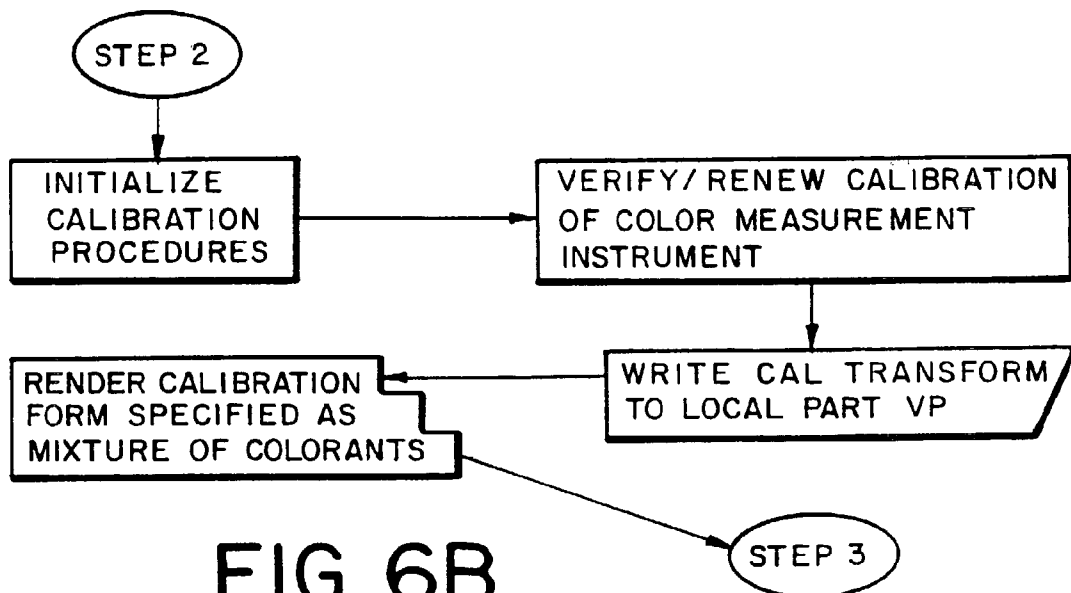 STEP 2
INITIALIZE
CALIBRATION
PROCEDURES
VERIFY/RENEW CALIBRATION
OF COLOR MEASUREMENT
INSTRUMENT
WRITE CAL TRANSFORM
TO LOCAL PART VP
RENDER CALIBRATION
FORM SPECIFIED AS
MIXTURE OF COLORANTS
STEP 3
FIG 6B